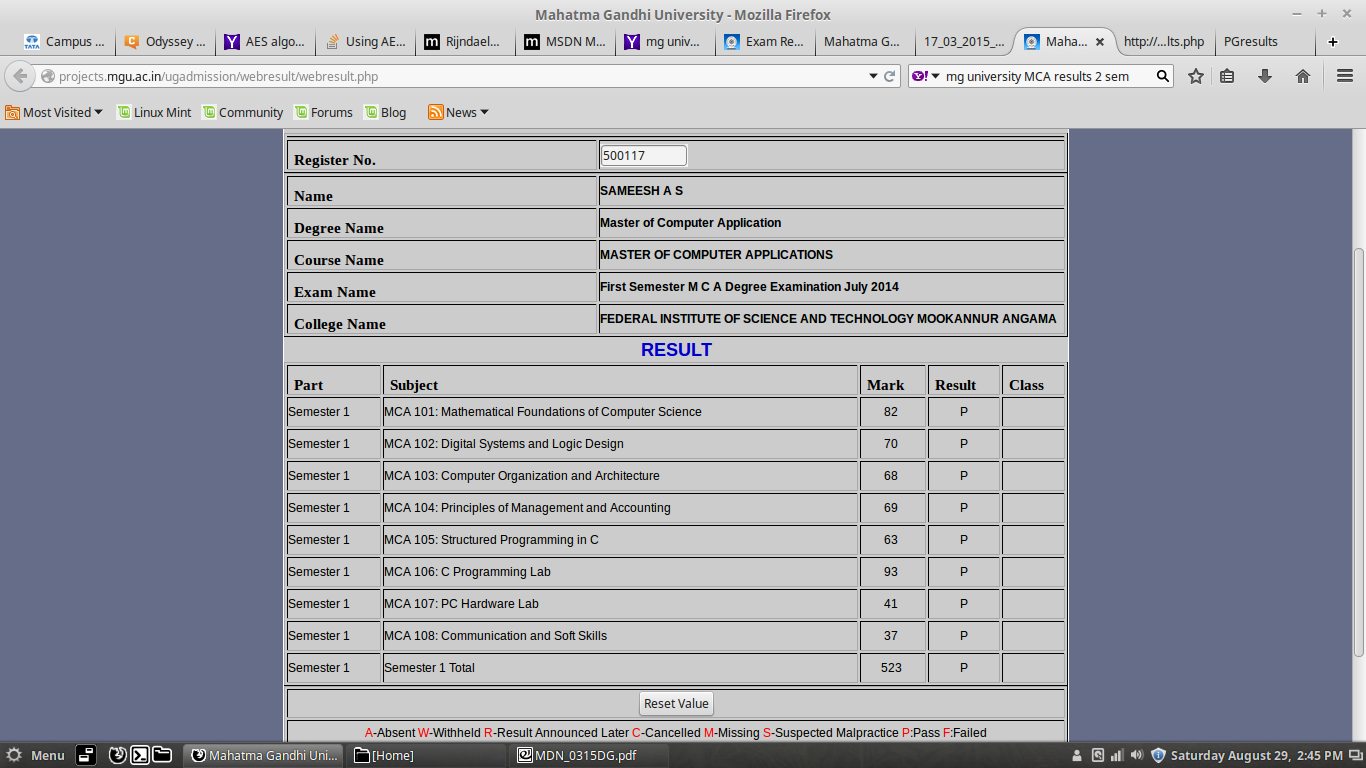 Mahatma Gandhi University - Mozilla Firefox
TATA Campus ... Odyssey ... AES algo... Using AE... Rijndael... MSDN M... mg univ... Exam Re... Mahatma G... 17_03_2015_... Maha... http://...lts.php PGresults
projects.mgu.ac.in/ugadmission/webresult/webresult.php mg university MCA results 2 sem
Most Visited Linux Mint Community Forums Blog News
Register No. 500117
Name SAMEESH A S
Degree Name Master of Computer Application
Course Name MASTER OF COMPUTER APPLICATIONS
Exam Name First Semester M C A Degree Examination July 2014
College Name FEDERAL INSTITUTE OF SCIENCE AND TECHNOLOGY MOOKANNUR ANGAMA
RESULT
Part Subject Mark Result Class
Semester 1 MCA 101: Mathematical Foundations of Computer Science 82 P
Semester 1 MCA 102: Digital Systems and Logic Design 70 P
Semester 1 MCA 103: Computer Organization and Architecture 68 P
Semester 1 MCA 104: Principles of Management and Accounting 69 P
Semester 1 MCA 105: Structured Programming in C 63 P
Semester 1 MCA 106: C Programming Lab 93 P
Semester 1 MCA 107: PC Hardware Lab 41 P
Semester 1 MCA 108: Communication and Soft Skills 37 P
Semester 1 Semester 1 Total 523 P
Reset Value
A-Absent W-Withheld R-Result Announced Later C-Cancelled M-Missing S-Suspected Malpractice P:Pass F:Failed
Menu Mahatma Gandhi Uni... [Home] MDN_0315DG.pdf Saturday August 29, 2:45 PM